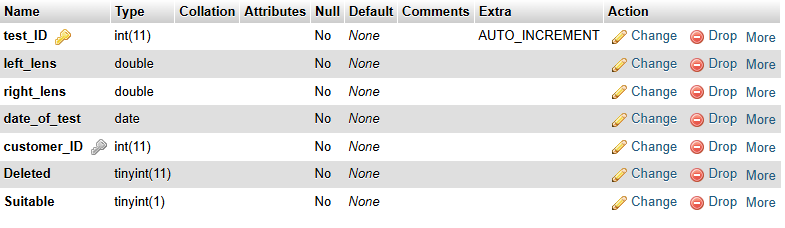 Name Type Collation Attributes Null Default Comments Extra Action
test_ID int(11) No None AUTO_INCREMENT Change Drop More
left_lens double No None Change Drop More
right_lens double No None Change Drop More
date_of_test date No None Change Drop More
customer_ID int(11) No None Change Drop More
Deleted tinyint(11) No None Change Drop More
Suitable tinyint(1) No None Change Drop More